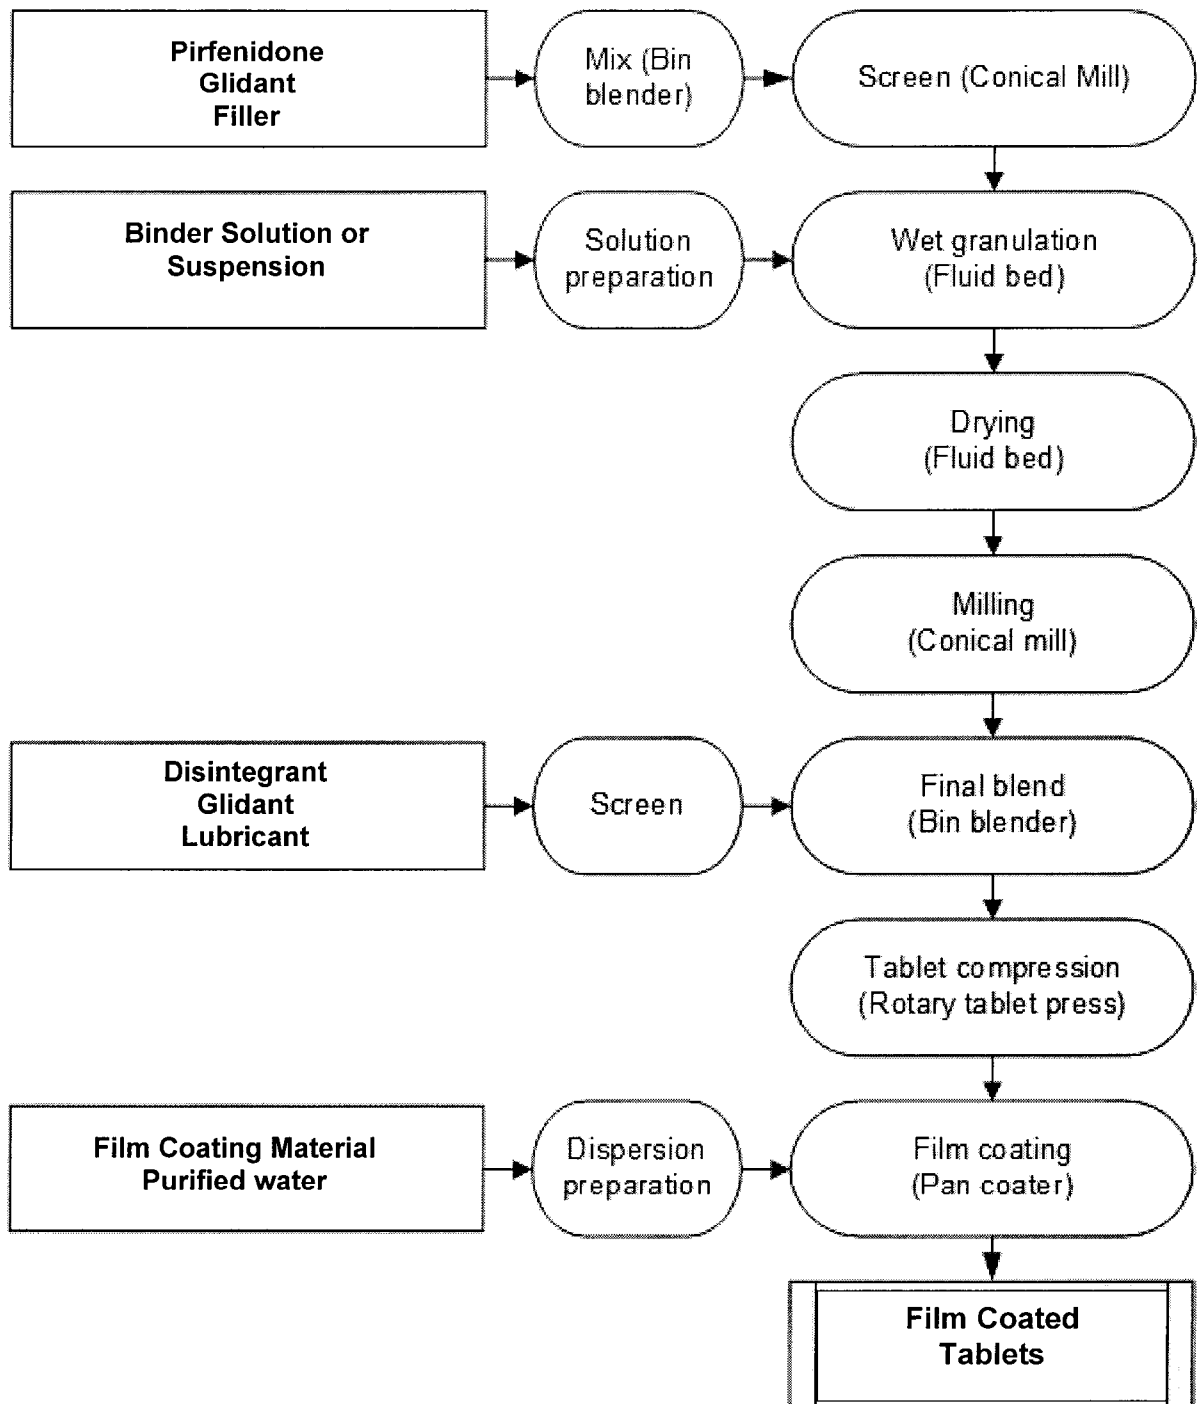 Pirfenidone
Glidant
Filler
Mix (Bin
blender)
Screen (Conical Mill)
Binder Solution or
Suspension
Solution
preparation
Wet granulation
(Fluid bed)
Drying
(Fluid bed)
Milling
(Conical mill)
Disintegrant
Glidant
Lubricant
Screen
Final blend
(Bin blender)
Tablet compression
(Rotary tablet press)
Film Coating Material
Purified water
Dispersion
preparation
Film coating
(Pan coater)
Film Coated
Tablets